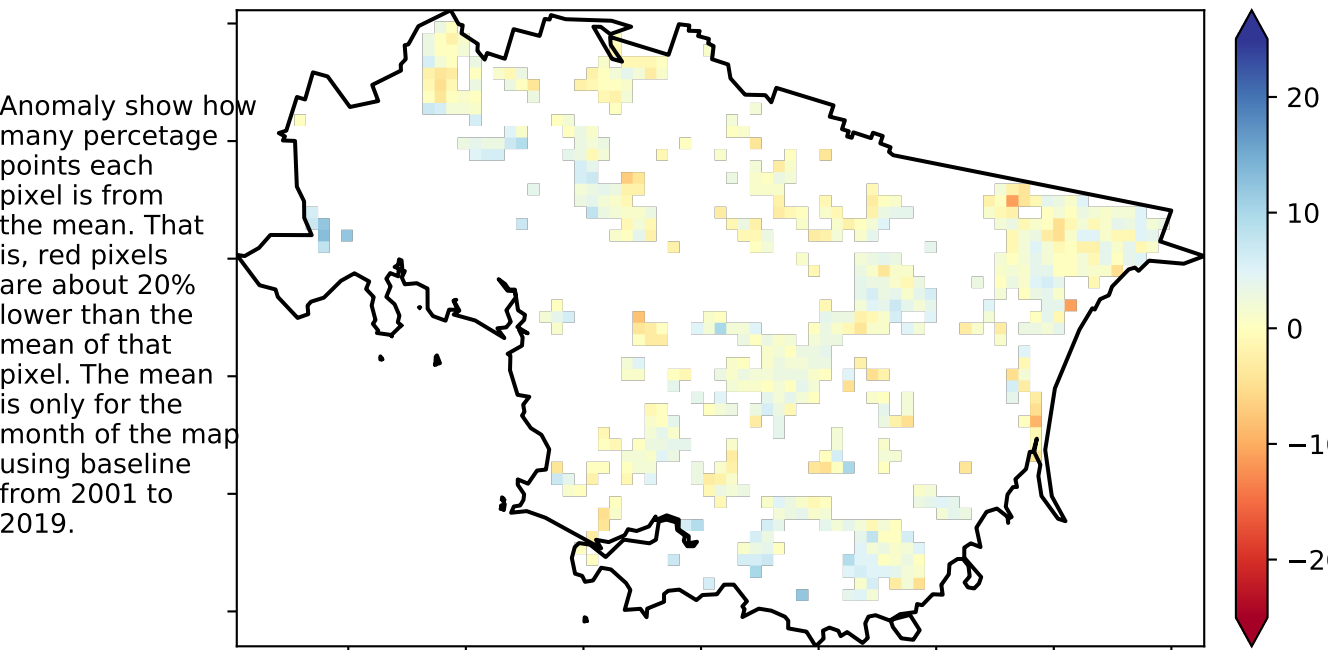 Anomaly show how
many percetage
points each
pixel is from
the mean. That
is, red pixels
are about 20%
lower than the
mean of that
pixel. The mean
is only for the
month of the map
using baseline
from 2001 to
2019.
20
10
0
−10
−20